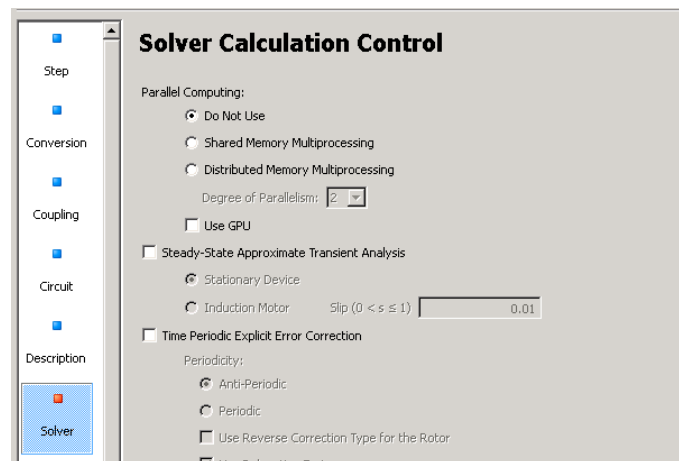 Solver Calculation Control
Step
Conversion
Coupling
Circuit
Description
Solver
Parallel Computing:
Do Not Use
Shared Memory Multiprocessing
Distributed Memory Multiprocessing
Degree of Parallelism: 2
Use GPU
Steady-State Approximate Transient Analysis
Stationary Device
Induction Motor Slip (0 < s ≤ 1) 0.01
Time Periodic Explicit Error Correction
Periodicity:
Anti-Periodic
Periodic
Use Reverse Correction Type for the Rotor